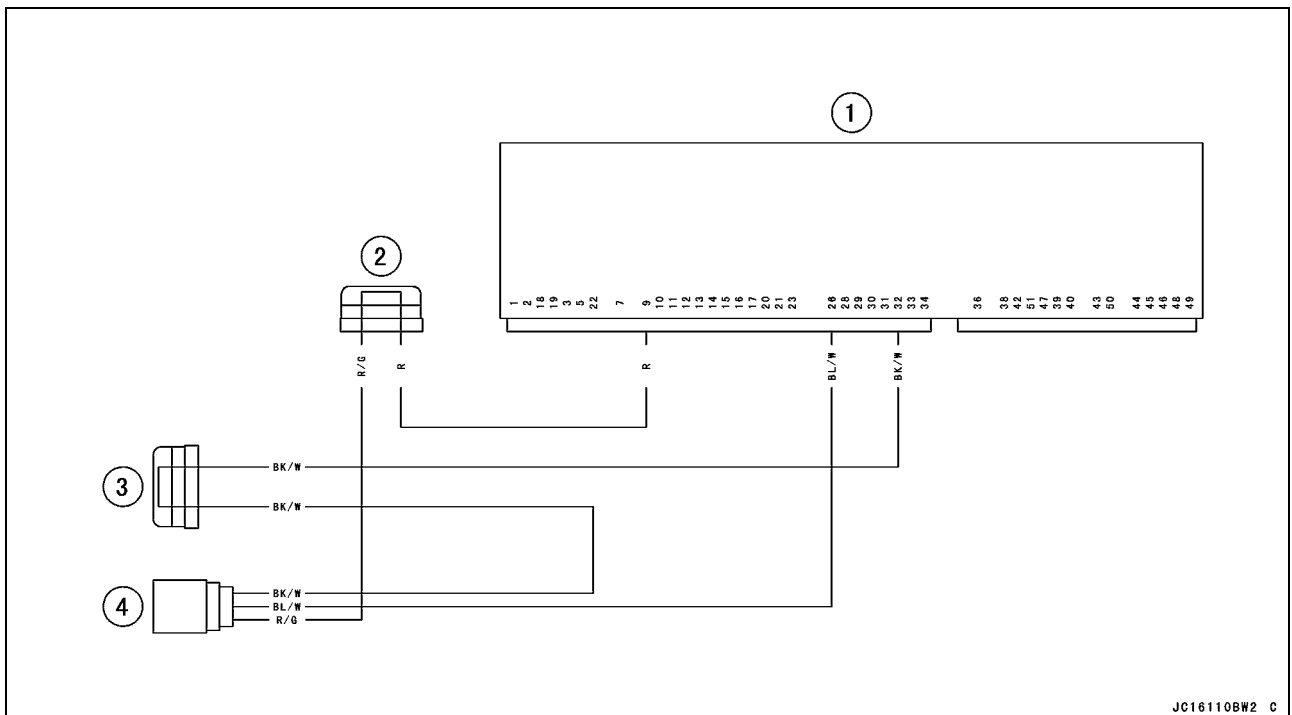 1
2
1 2 18 19 3 5 22 7 9 10 11 12 13 14 15 16 17 20 21 23 26 28 29 30 31 32 33 34 36 38 42 51 47 39 40 43 50 44 45 46 48 49
R/G R R BL/W BK/W
3
BK/W
BK/W
4
BK/W
BL/W
R/G
JC16110BW2 C